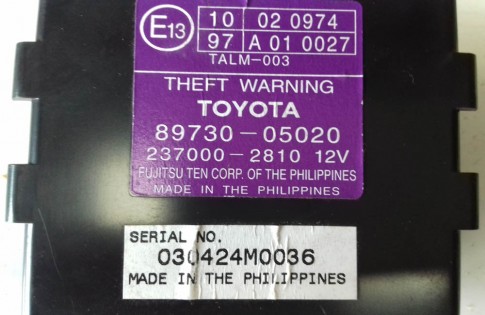 E13 10 02 0974
97 A 01 0027
TALM-003
THEFT WARNING
TOYOTA
89730-05020
237000-2810 12V
FUJITSU TEN CORP. OF THE PHILIPPINES
MADE IN THE PHILIPPINES
SERIAL NO.
030424M0036
MADE IN THE PHILIPPINES